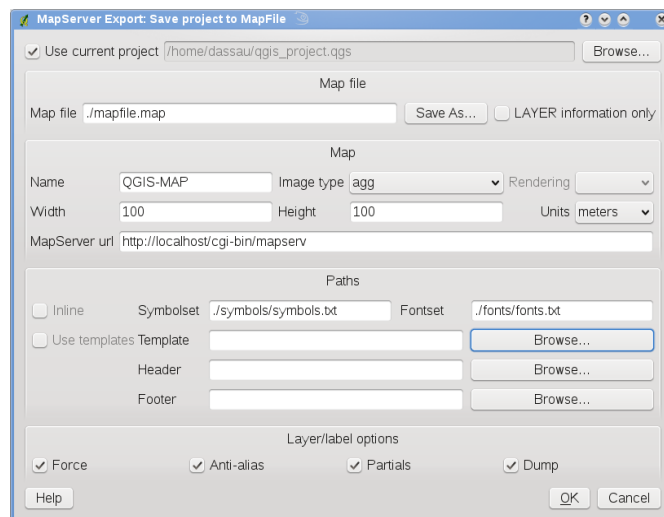 MapServer Export: Save project to MapFile
Use current project /home/dassau/qgis_project.qgs Browse...
Map file
Map file ./mapfile.map Save As... LAYER information only
Map
Name QGIS-MAP Image type agg Rendering
Width 100 Height 100 Units meters
MapServer url http://localhost/cgi-bin/mapserv
Paths
Inline Symbolset ./symbols/symbols.txt Fontset ./fonts/fonts.txt
Use templates Template Browse...
Header Browse...
Footer Browse...
Layer/label options
Force Anti-alias Partials Dump
Help OK Cancel